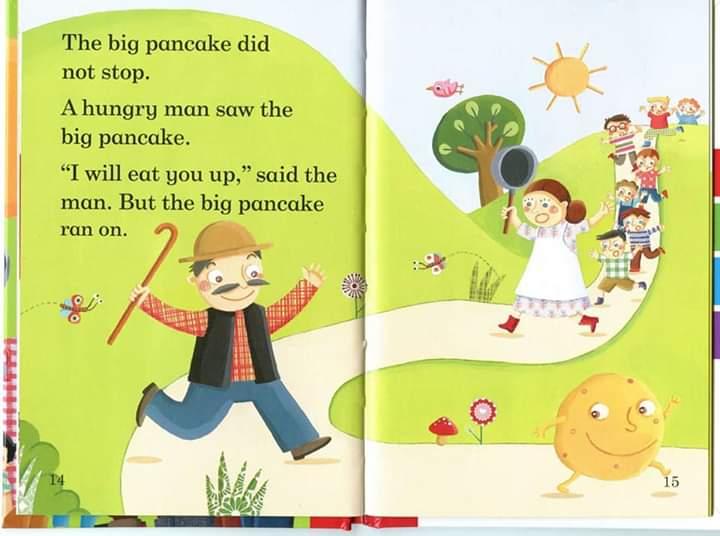 The big pancake did
not stop.
A hungry man saw the
big pancake.
“I will eat you up,” said the
man. But the big pancake
ran on.
14
15